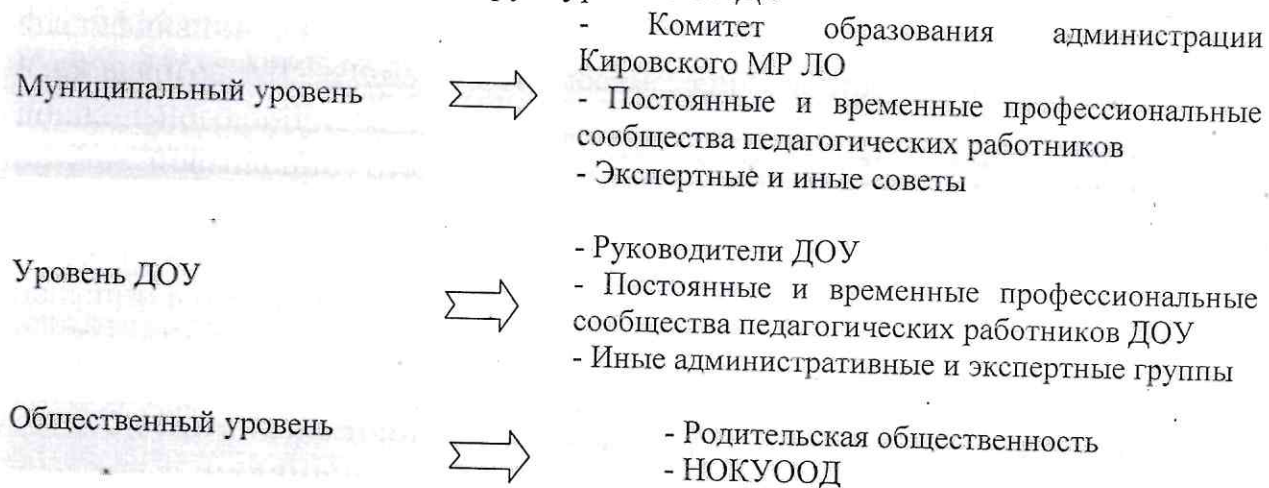 Муниципальный уровень
- Комитет образования администрации
Кировского МР ЛО
- Постоянные и временные профессиональные
сообщества педагогических работников
- Экспертные и иные советы
Уровень ДОУ
- Руководители ДОУ
- Постоянные и временные профессиональные
сообщества педагогических работников ДОУ
- Иные административные и экспертные группы
Общественный уровень
- Родительская общественность
- НОКУООД